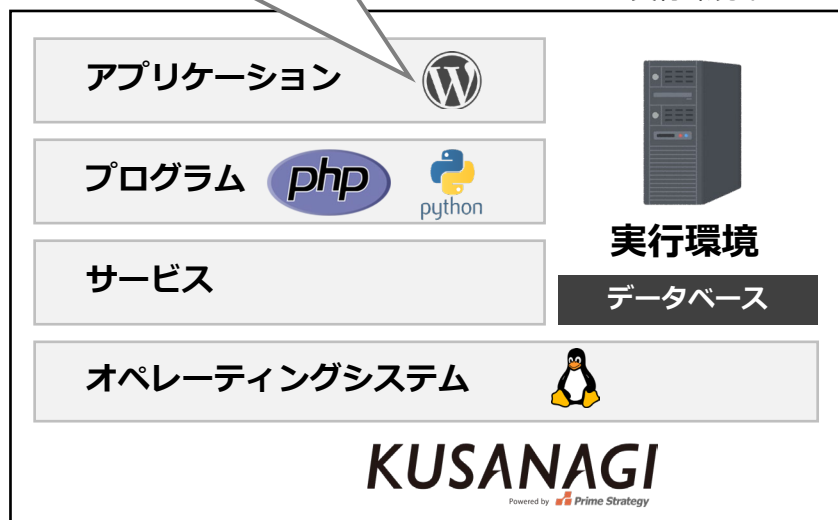 アプリケーション
プログラム
php
python
サービス
実行環境
データベース
オペレーティングシステム
KUSANAGI
Powered by Prime Strategy